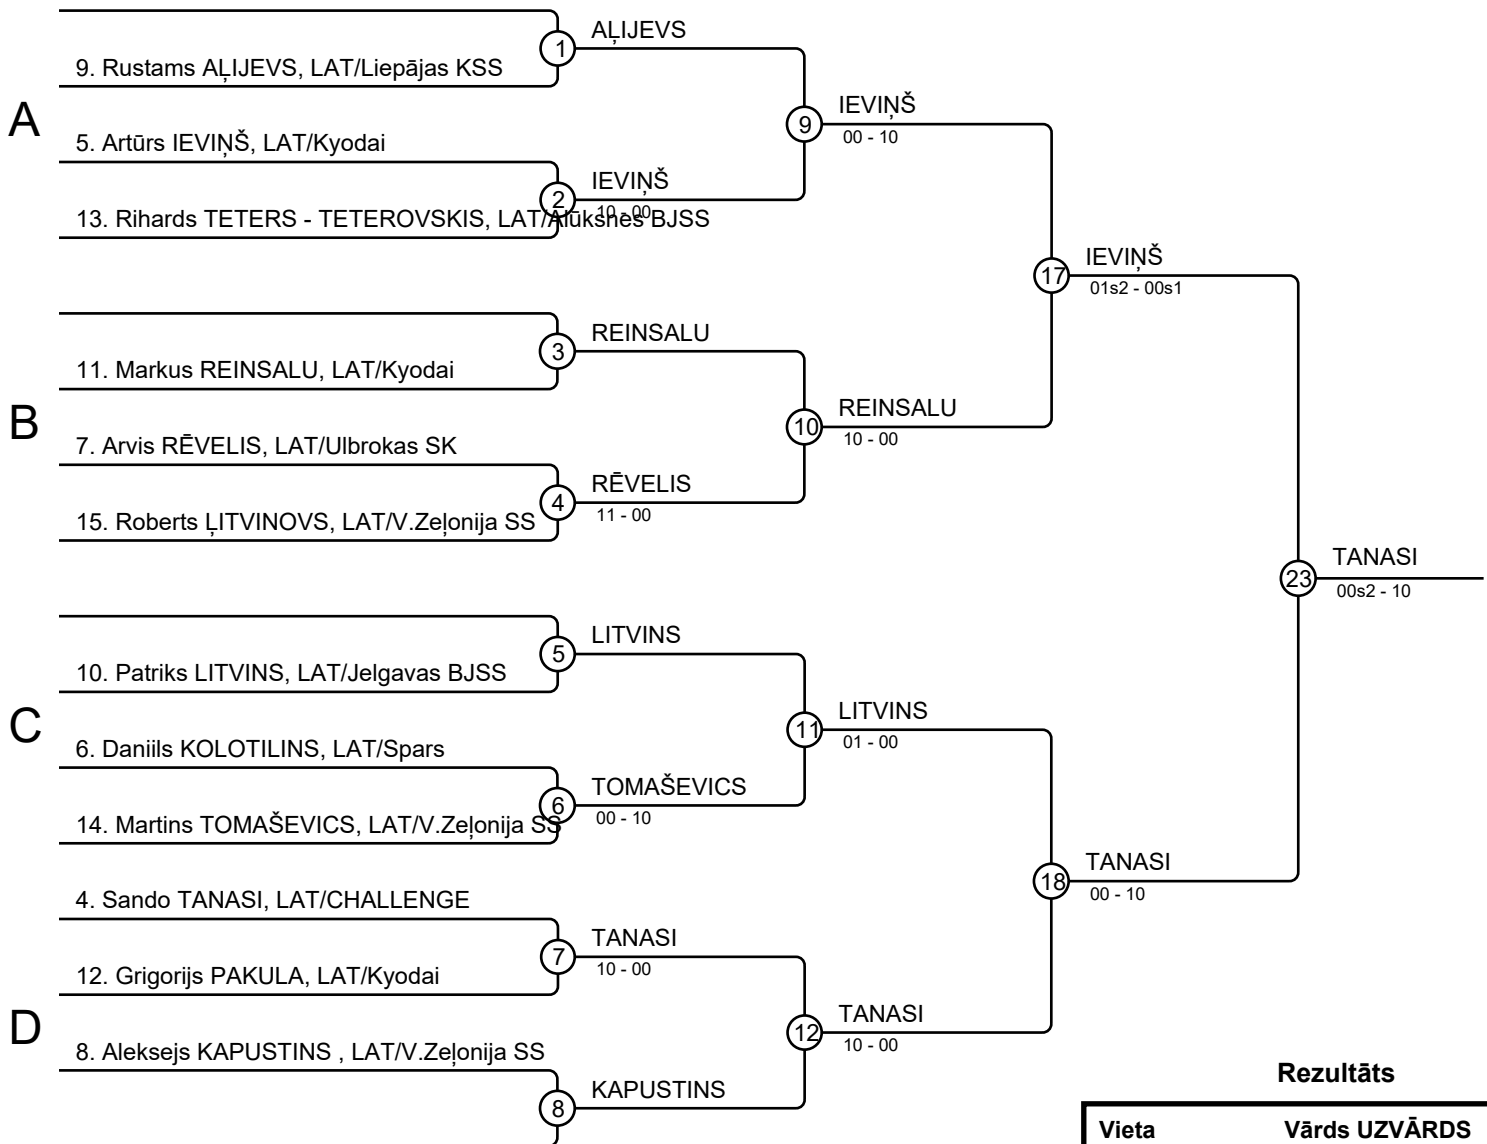 AĻIJEVS
1
9. Rustams AĻIJEVS, LAT/Liepājas KSS
A
IEVIŅŠ
9
00 - 10
5. Artūrs IEVIŅŠ, LAT/Kyodai
IEVIŅŠ
2
10 - 00
13. Rihards TETERS - TETEROVSKIS, LAT/Alūksnes BJSS
IEVIŅŠ
17
01s2 - 00s1
REINSALU
3
11. Markus REINSALU, LAT/Kyodai
B
REINSALU
10
10 - 00
7. Arvis RĒVELIS, LAT/Ulbrokas SK
RĒVELIS
4
11 - 00
15. Roberts ĻITVINOVS, LAT/V.Zeļonija SS
TANASI
23
00s2 - 10
LITVINS
5
10. Patriks LITVINS, LAT/Jelgavas BJSS
C
LITVINS
11
01 - 00
6. Daniils KOLOTILINS, LAT/Spars
TOMAŠEVICS
6
00 - 10
14. Martins TOMAŠEVICS, LAT/V.Zeļonija SS
TANASI
18
00 - 10
4. Sando TANASI, LAT/CHALLENGE
TANASI
7
10 - 00
12. Grigorijs PAKULA, LAT/Kyodai
D
TANASI
12
10 - 00
8. Aleksejs KAPUSTINS , LAT/V.Zeļonija SS
KAPUSTINS
8
Rezultāts
Vieta Vārds UZVĀRDS